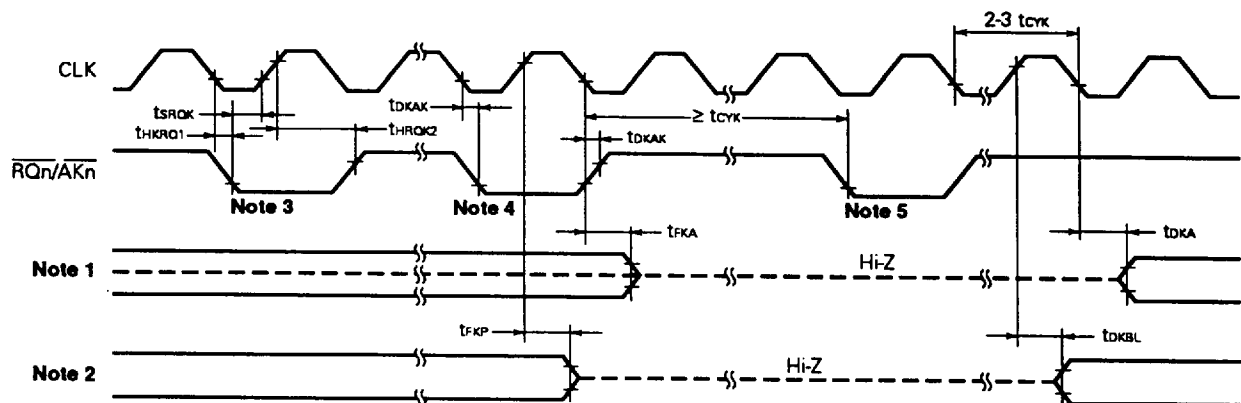 2-3 tCYK
CLK
tSRQK
tDKAK
≥ tCYK
tHKRQ1
tHRQK2
tDKAK
RQn/AKn
Note 3
Note 4
Note 5
tFKA
tDKA
Note 1
Hi-Z
tFKP
tDKBL
Note 2
Hi-Z